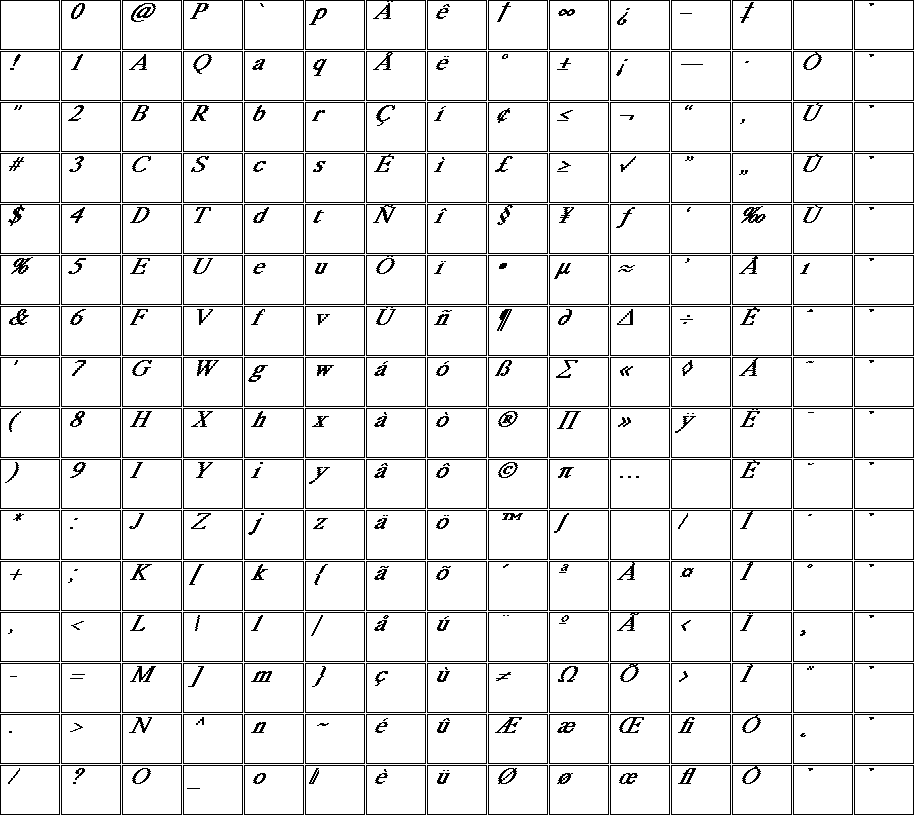 0 @ P ` p Ä ê † ∞ ¿ – ‡ ˇ
! 1 A Q a q Å ë ° ± ¡ — · Ò ˇ
" 2 B R b r Ç í ¢ ≤ ¬ “ ‚ Ú ˇ
# 3 C S c s É ì £ ≥ √ ” „ Û ˇ
$ 4 D T d t Ñ î § ¥ ƒ ‘ ‰ Ù ˇ
% 5 E U e u Ö ï • µ ≈ ’ Â ı ˇ
& 6 F V f v Ü ñ ¶ ∂ ∆ ÷ Ê ˆ ˇ
' 7 G W g w á ó ß ∑ « ◊ Á ˜ ˇ
( 8 H X h x à ò ® ∏ » ÿ Ë ¯ ˇ
) 9 I Y i y â ô © π … È ˘ ˇ
* : J Z j z ä ö ™ ∫ / Í ˙ ˇ
+ ; K [ k { ã õ ´ ª À ¤ Î ˚ ˇ
, < L \ l | å ú ¨ º Ã ‹ Ï ¸ ˇ
- = M ] m } ç ù ≠ Ω Õ › Ì ˝ ˇ
. > N ^ n ~ é û Æ æ Œ fi Ó ˛ ˇ
/ ? O _ o è ü Ø ø œ fl Ô ˇ ˇ